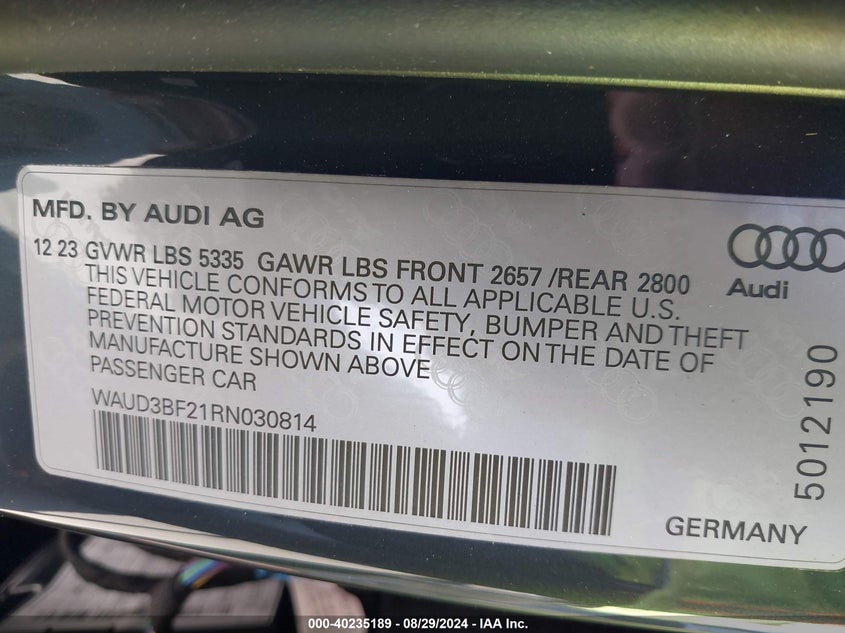 MFD. BY AUDI AG
12 23 GVWR LBS 5335 GAWR LBS FRONT 2657 /REAR 2800
THIS VEHICLE CONFORMS TO ALL APPLICABLE U.S.
FEDERAL MOTOR VEHICLE SAFETY, BUMPER AND THEFT
PREVENTION STANDARDS IN EFFECT ON THE DATE OF
MANUFACTURE SHOWN ABOVE
PASSENGER CAR
WAUD3BF21RN030814
Audi
5012190
GERMANY
000-40235189 - 08/29/2024 - IAA Inc.